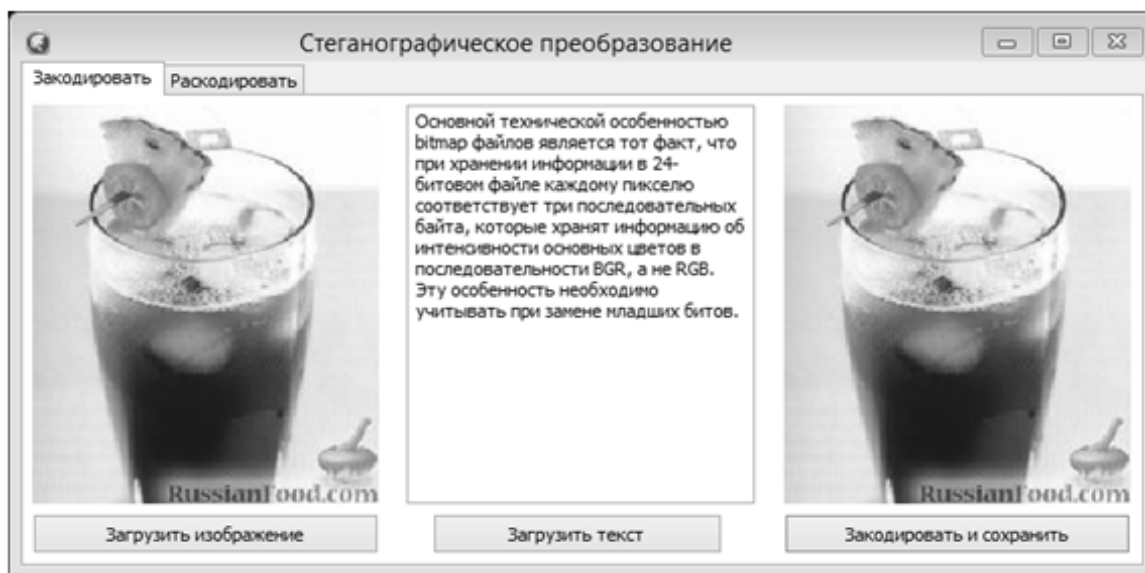 Стеганографическое преобразование
Закодировать
Раскодировать
Основной технической особенностью
bitmap файлов является тот факт, что
при хранении информации в 24-
битовом файле каждому пикселю
соответствует три последовательных
байта, которые хранят информацию об
интенсивности основных цветов в
последовательности BGR, а не RGB.
Эту особенность необходимо
учитывать при замене младших битов.
RussianFood.com
RussianFood.com
Загрузить изображение
Загрузить текст
Закодировать и сохранить